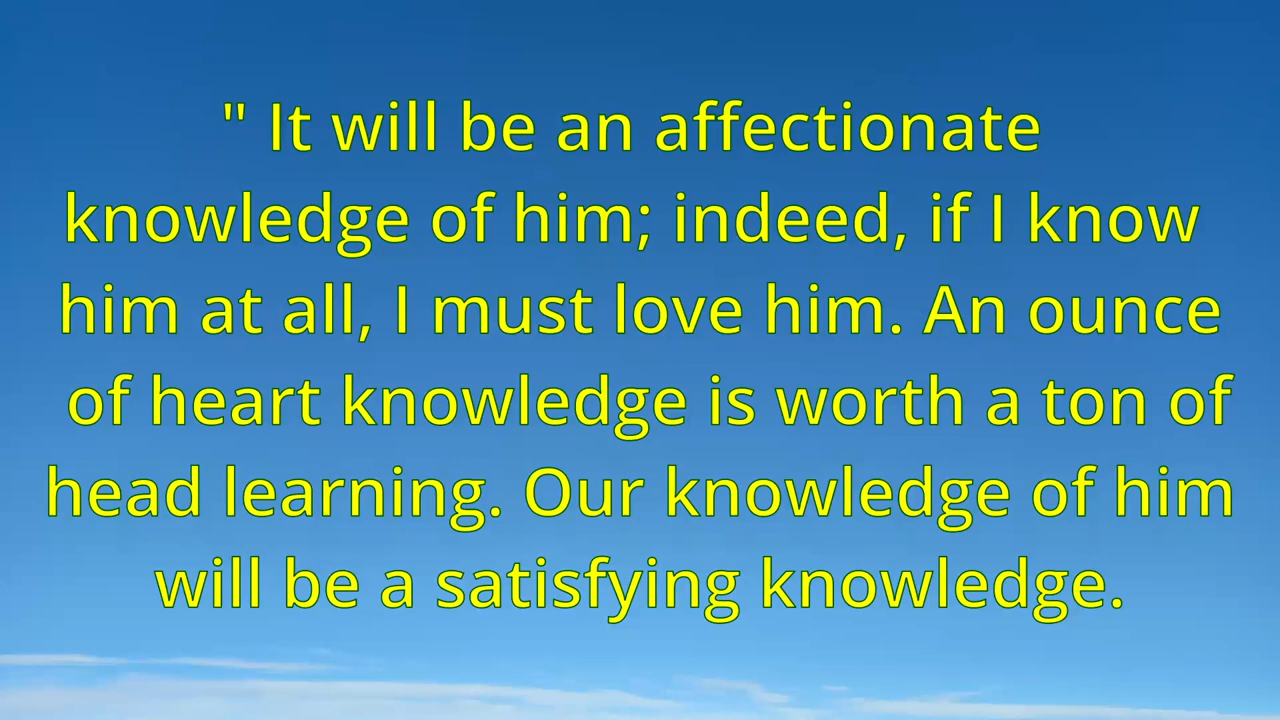 " It will be an affectionate
knowledge of him; indeed, if I know
him at all, I must love him. An ounce
of heart knowledge is worth a ton of
head learning. Our knowledge of him
will be a satisfying knowledge.